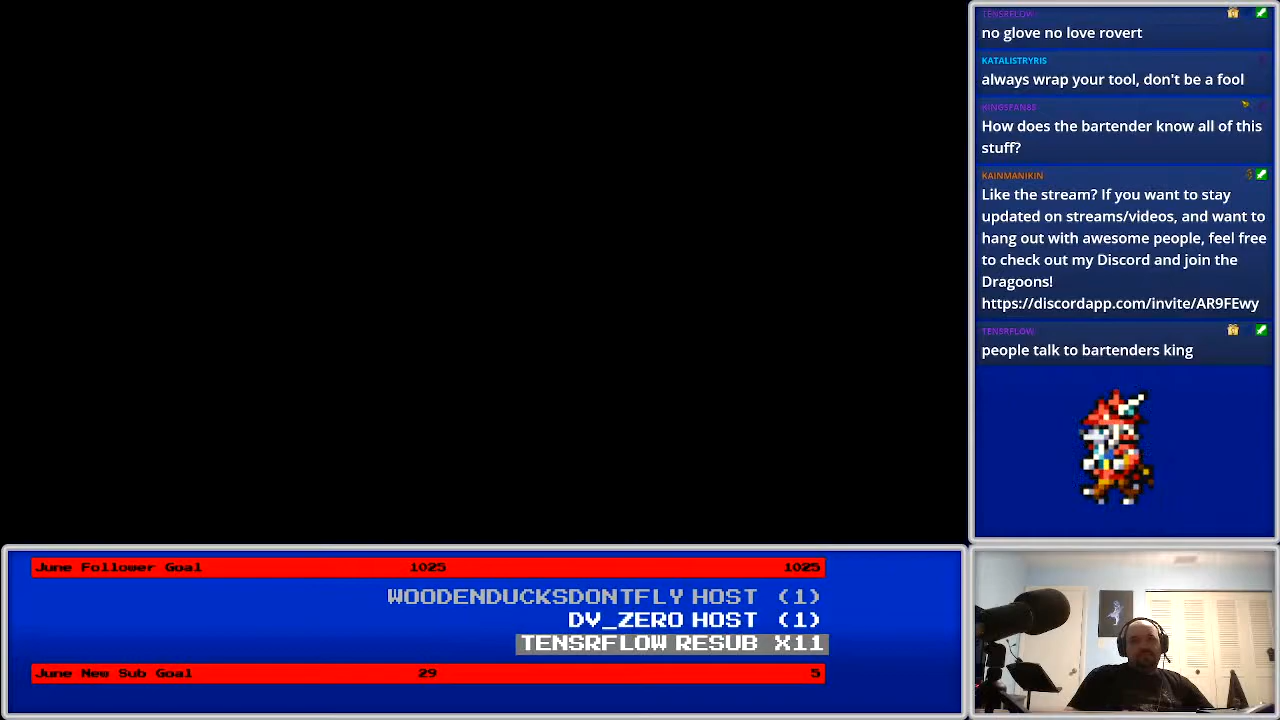 TENSRFLOW
no glove no love rovert
KATALISTRYRIS
always wrap your tool, don't be a fool
KINGSFAN85
How does the bartender know all of this
stuff?
KAINMANIKIN
Like the stream? If you want to stay
updated on streams/videos, and want to
hang out with awesome people, feel free
to check out my Discord and join the
Dragoons!
https://discordapp.com/invite/AR9FEwy
TENSRFLOW
people talk to bartenders king
June Follower Goal 1025 1025
WOODENDUCKSDONTFLY HOST (1)
DV_ZERO HOST (1)
TENSRFLOW RESUB X11
June New Sub Goal 29 5